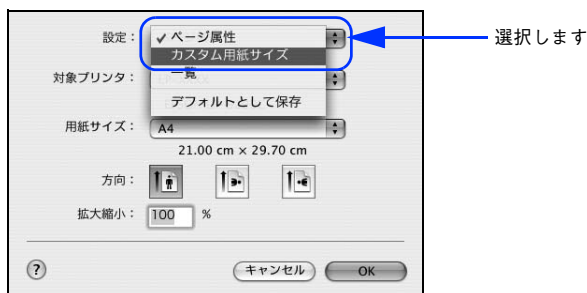 設定：
✓ ページ属性
カスタム用紙サイズ
一覧
デフォルトとして保存
選択します
対象プリンタ：
用紙サイズ： A4
21.00 cm × 29.70 cm
方向：
拡大縮小： 100 %
?
キャンセル
OK